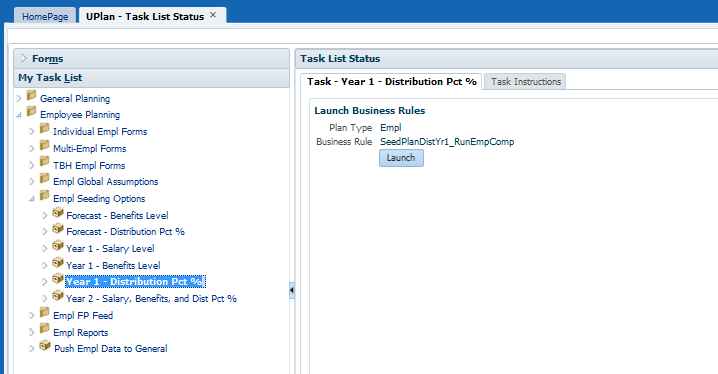 HomePage
UPlan - Task List Status ×
Forms
My Task List
General Planning
Employee Planning
Individual Empl Forms
Multi-Empl Forms
TBH Empl Forms
Empl Global Assumptions
Empl Seeding Options
Forecast - Benefits Level
Forecast - Distribution Pct %
Year 1 - Salary Level
Year 1 - Benefits Level
Year 1 - Distribution Pct %
Year 2 - Salary, Benefits, and Dist Pct %
Empl FP Feed
Empl Reports
Push Empl Data to General
Task List Status
Task - Year 1 - Distribution Pct %
Task Instructions
Launch Business Rules
Plan Type Empl
Business Rule SeedPlanDistYr1_RunEmpComp
Launch